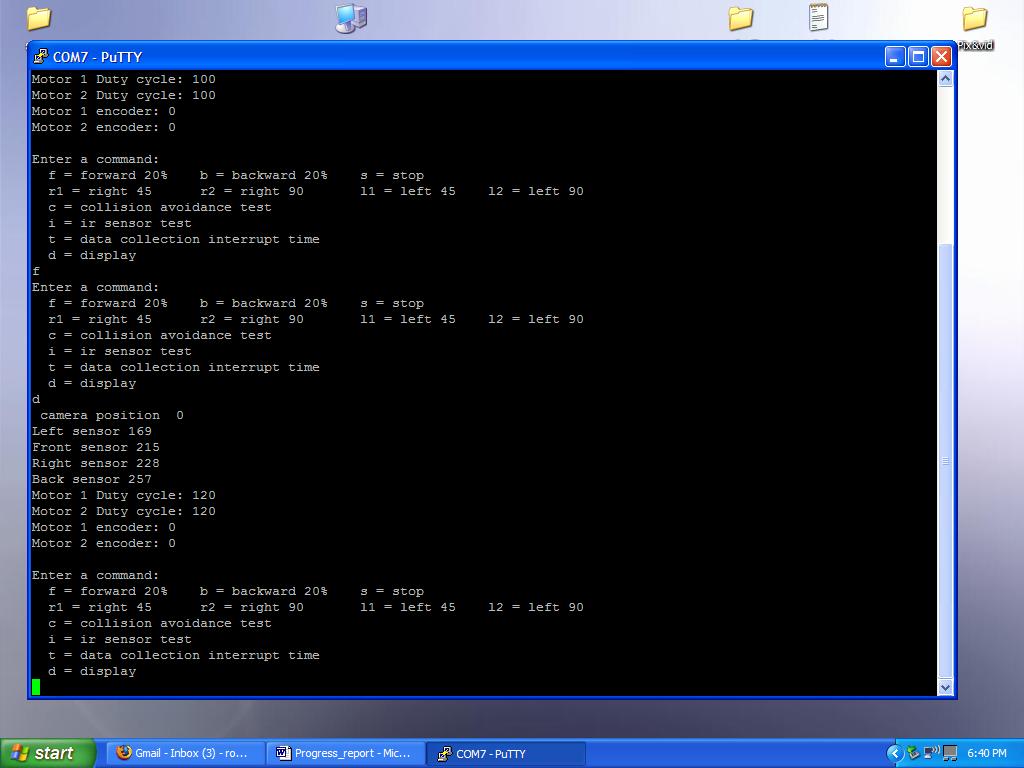 Pix&vid
COM7 - PuTTY
Motor 1 Duty cycle: 100
Motor 2 Duty cycle: 100
Motor 1 encoder: 0
Motor 2 encoder: 0
Enter a command:
f = forward 20%    b = backward 20%    s = stop
r1 = right 45      r2 = right 90       l1 = left 45    l2 = left 90
c = collision avoidance test
i = ir sensor test
t = data collection interrupt time
d = display
f
Enter a command:
f = forward 20%    b = backward 20%    s = stop
r1 = right 45      r2 = right 90       l1 = left 45    l2 = left 90
c = collision avoidance test
i = ir sensor test
t = data collection interrupt time
d = display
d
camera position  0
Left sensor 169
Front sensor 215
Right sensor 228
Back sensor 257
Motor 1 Duty cycle: 120
Motor 2 Duty cycle: 120
Motor 1 encoder: 0
Motor 2 encoder: 0
Enter a command:
f = forward 20%    b = backward 20%    s = stop
r1 = right 45      r2 = right 90       l1 = left 45    l2 = left 90
c = collision avoidance test
i = ir sensor test
t = data collection interrupt time
d = display
start Gmail - Inbox (3) - ro... Progress_report - Mic... COM7 - PuTTY 6:40 PM